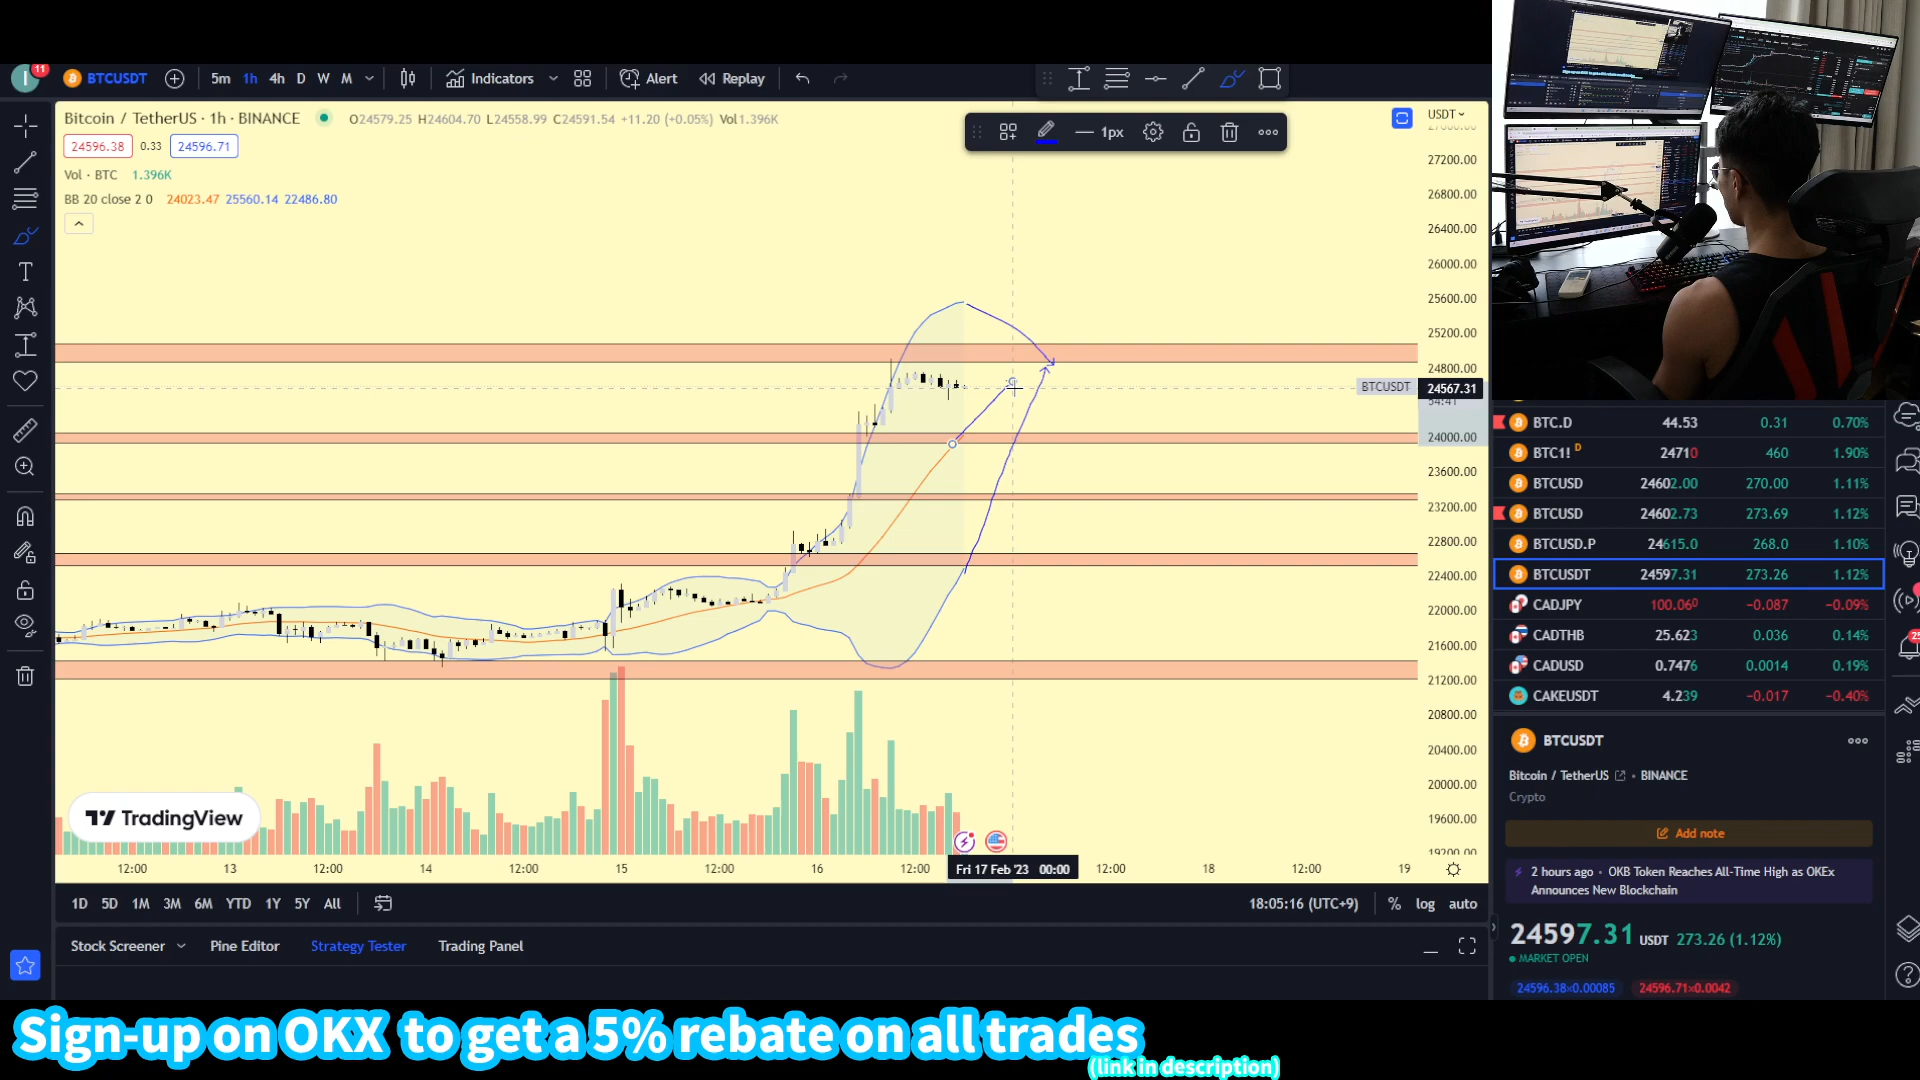 11
BTCUSDT
5m 1h 4h D W M
Indicators
Alert
Replay
Bitcoin / TetherUS · 1h · BINANCE
O24579.25 H24604.70 L24558.99 C24591.54 +11.20 (+0.05%) Vol1.396K
24596.38 0.33 24596.71
Vol · BTC 1.396K
BB 20 close 2 0 24023.47 25560.14 22486.80
1px
USDT
27200.00
26800.00
26400.00
26000.00
25600.00
25200.00
24800.00
BTCUSDT 24567.31
54:41
24000.00
23600.00
23200.00
22800.00
22400.00
22000.00
21600.00
21200.00
20800.00
20400.00
20000.00
19600.00
19200.00
TradingView
12:00 13 12:00 14 12:00 15 12:00 16 12:00 Fri 17 Feb '23 00:00 12:00 18 12:00 19
1D 5D 1M 3M 6M YTD 1Y 5Y All
18:05:16 (UTC+9) % log auto
Stock Screener Pine Editor Strategy Tester Trading Panel
BTC.D 44.53 0.31 0.70%
BTC1! D 24710 460 1.90%
BTCUSD 24602.00 270.00 1.11%
BTCUSD 24602.73 273.69 1.12%
BTCUSD.P 24615.0 268.0 1.10%
BTCUSDT 24597.31 273.26 1.12%
CADJPY 100.060 -0.087 -0.09%
CADTHB 25.623 0.036 0.14%
CADUSD 0.7476 0.0014 0.19%
CAKEUSDT 4.239 -0.017 -0.40%
BTCUSDT
Bitcoin / TetherUS • BINANCE
Crypto
Add note
2 hours ago • OKB Token Reaches All-Time High as OKEx
Announces New Blockchain
24597.31 USDT 273.26 (1.12%)
MARKET OPEN
24596.38×0.00085 24596.71×0.0042
Sign-up on OKX to get a 5% rebate on all trades
(link in description)